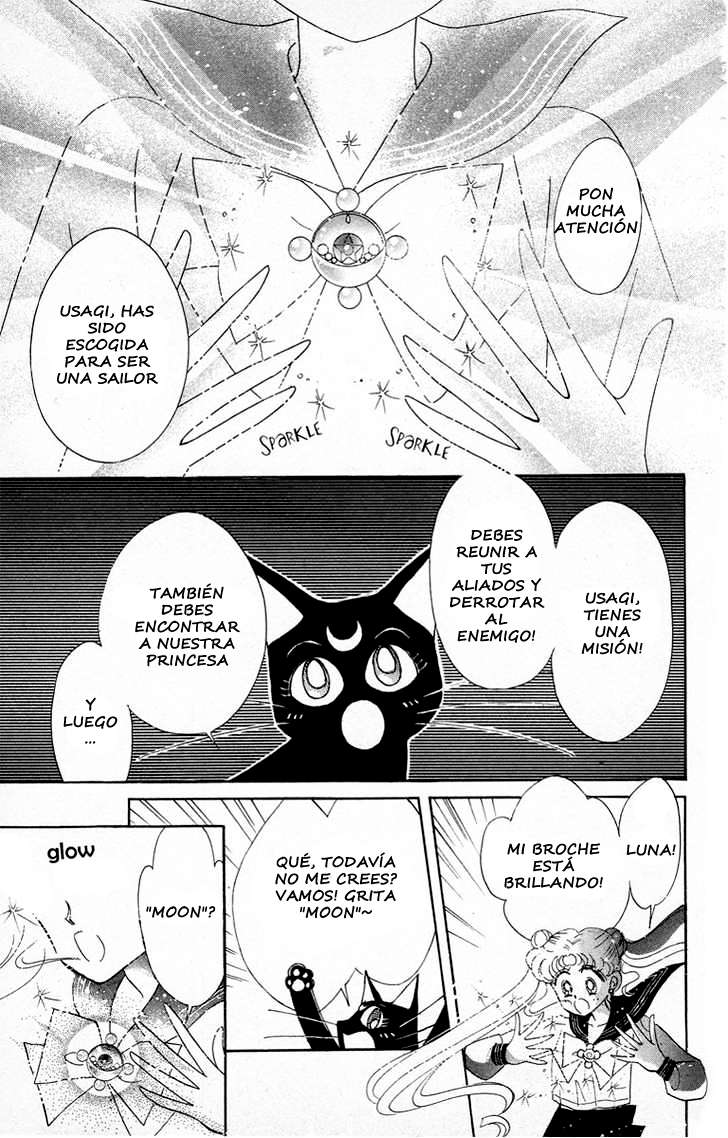 PON
MUCHA
ATENCIÓN
USAGI, HAS
SIDO
ESCOGIDA
PARA SER
UNA SAILOR
SPARKLE
SPARKLE
USAGI,
TIENES
UNA
MISIÓN!
DEBES
REUNIR A
TUS
ALIADOS Y
DERROTAR
AL
ENEMIGO!
TAMBIÉN
DEBES
ENCONTRAR
A NUESTRA
PRINCESA
Y
LUEGO
...
LUNA!
MI BROCHE
ESTÁ
BRILLANDO!
QUÉ, TODAVÍA
NO ME CREES?
VAMOS! GRITA
"MOON"~
"MOON"?
glow